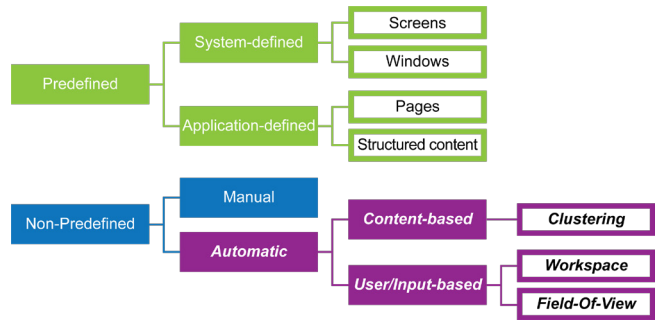 Screens
System-defined
Windows
Predefined
Pages
Application-defined
Structured content
Manual
Non-Predefined
Content-based
Clustering
Automatic
Workspace
User/Input-based
Field-Of-View